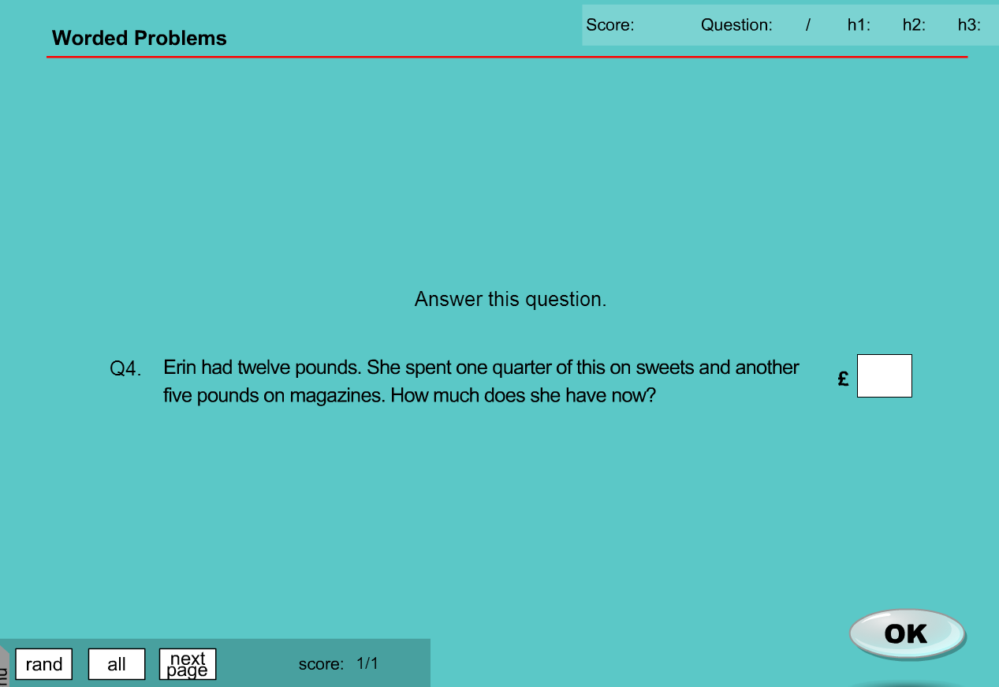 Worded Problems
Score: Question: / h1: h2: h3:
Answer this question.
Q4. Erin had twelve pounds. She spent one quarter of this on sweets and another
five pounds on magazines. How much does she have now?
£
OK
rand all next page score: 1/1